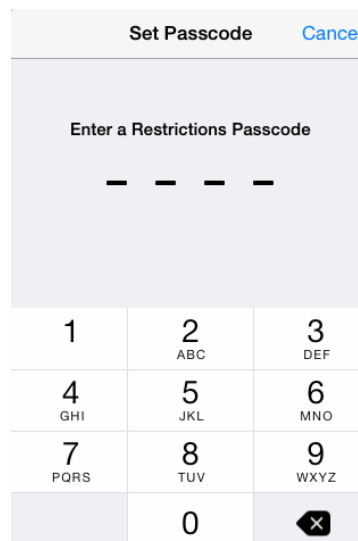 Set Passcode Cance
Enter a Restrictions Passcode
1 2 3
ABC DEF
4 5 6
GHI JKL MNO
7 8 9
PQRS TUV WXYZ
0